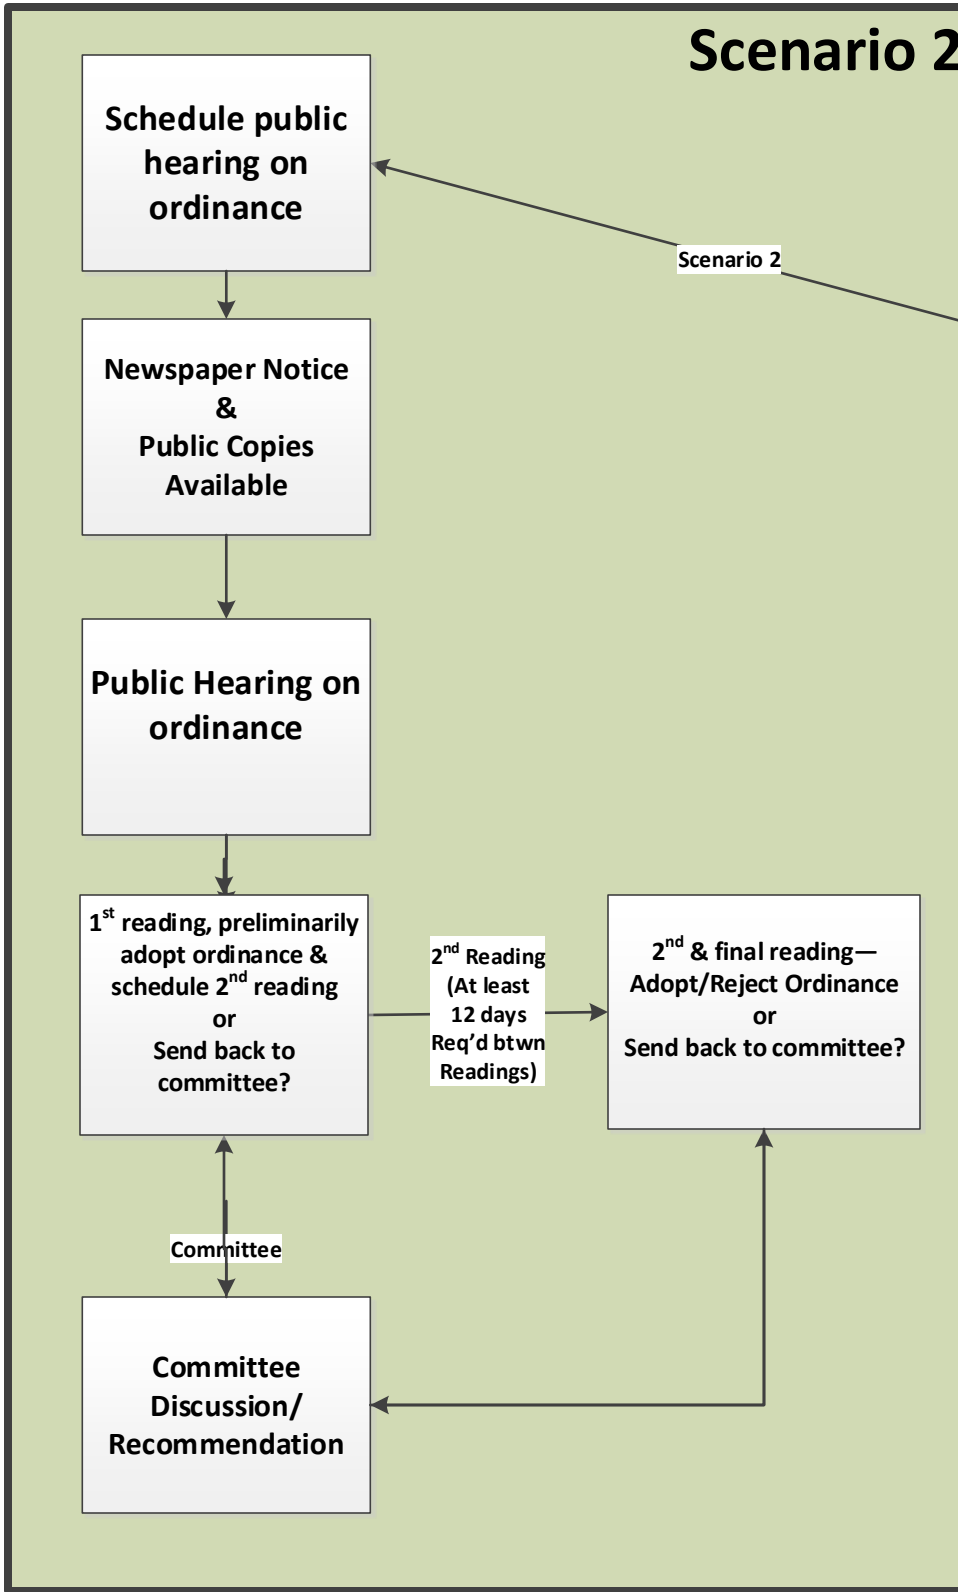 Scenario 2
Schedule public
hearing on
ordinance
Scenario 2
Newspaper Notice
&
Public Copies
Available
Public Hearing on
ordinance
1st reading, preliminarily
adopt ordinance &
schedule 2nd reading
or
Send back to
committee?
2nd Reading
(At least
12 days
Req’d btwn
Readings)
2nd & final reading—
Adopt/Reject Ordinance
or
Send back to committee?
Committee
Committee
Discussion/
Recommendation